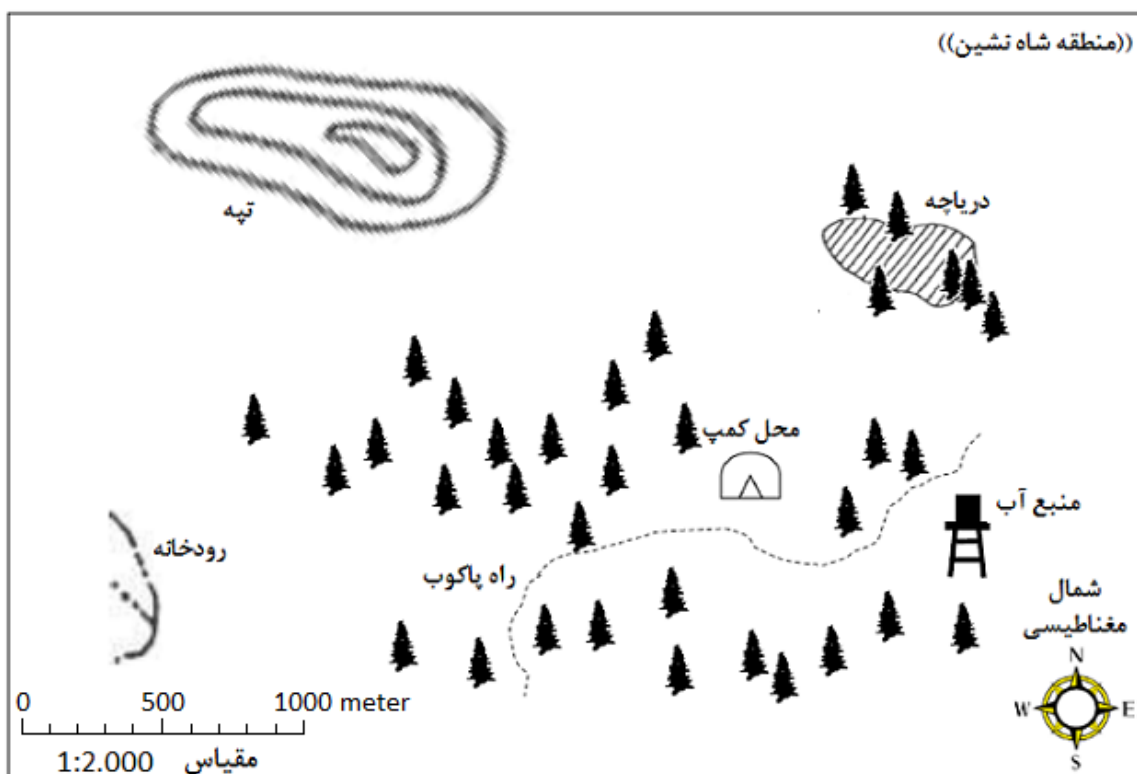 ((منطقه شاه نشین))
تپه
دریاچه
محل کمپ
منبع آب
رودخانه
راه پاکوب
شمال
مغناطیسی
N
W E
S
0 500 1000 meter
1:2.000 مقیاس